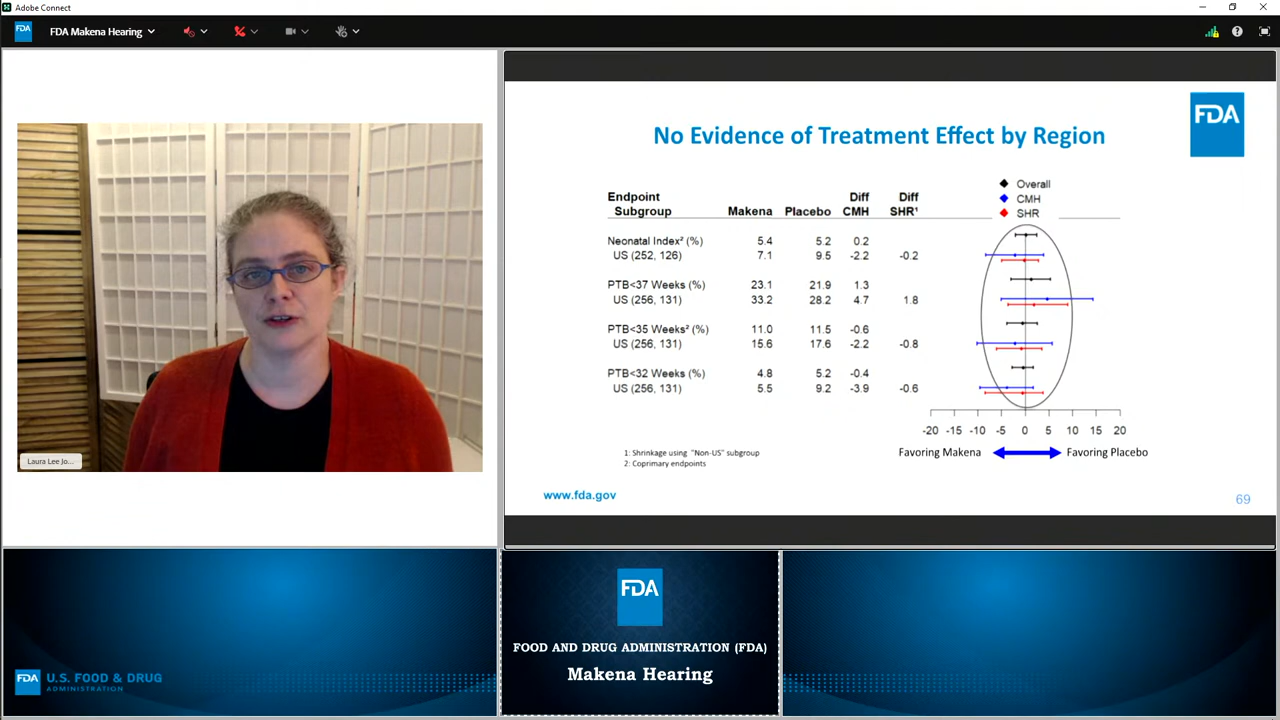 Adobe Connect
FDA
FDA Makena Hearing
Laura Lee Jo...
FDA
No Evidence of Treatment Effect by Region
Overall
CMH
SHR
Endpoint Diff Diff
Subgroup Makena Placebo CMH SHR¹
Neonatal Index² (%) 5.4 5.2 0.2
US (252, 126) 7.1 9.5 -2.2 -0.2
PTB<37 Weeks (%) 23.1 21.9 1.3
US (256, 131) 33.2 28.2 4.7 1.8
PTB<35 Weeks² (%) 11.0 11.5 -0.6
US (256, 131) 15.6 17.6 -2.2 -0.8
PTB<32 Weeks (%) 4.8 5.2 -0.4
US (256, 131) 5.5 9.2 -3.9 -0.6
-20 -15 -10 -5 0 5 10 15 20
Favoring Makena Favoring Placebo
1: Shrinkage using "Non-US" subgroup
2: Coprimary endpoints
www.fda.gov
69
FDA
FOOD AND DRUG ADMINISTRATION (FDA)
Makena Hearing
FDA U.S. FOOD & DRUG
ADMINISTRATION